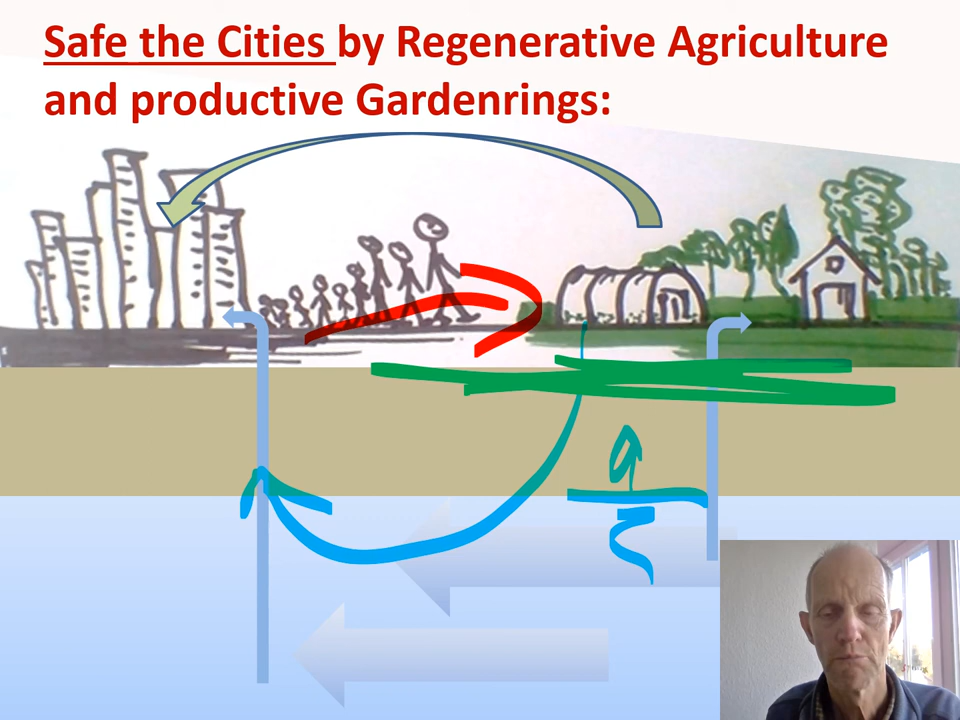 Safe the Cities by Regenerative Agriculture
and productive Gardenrings: